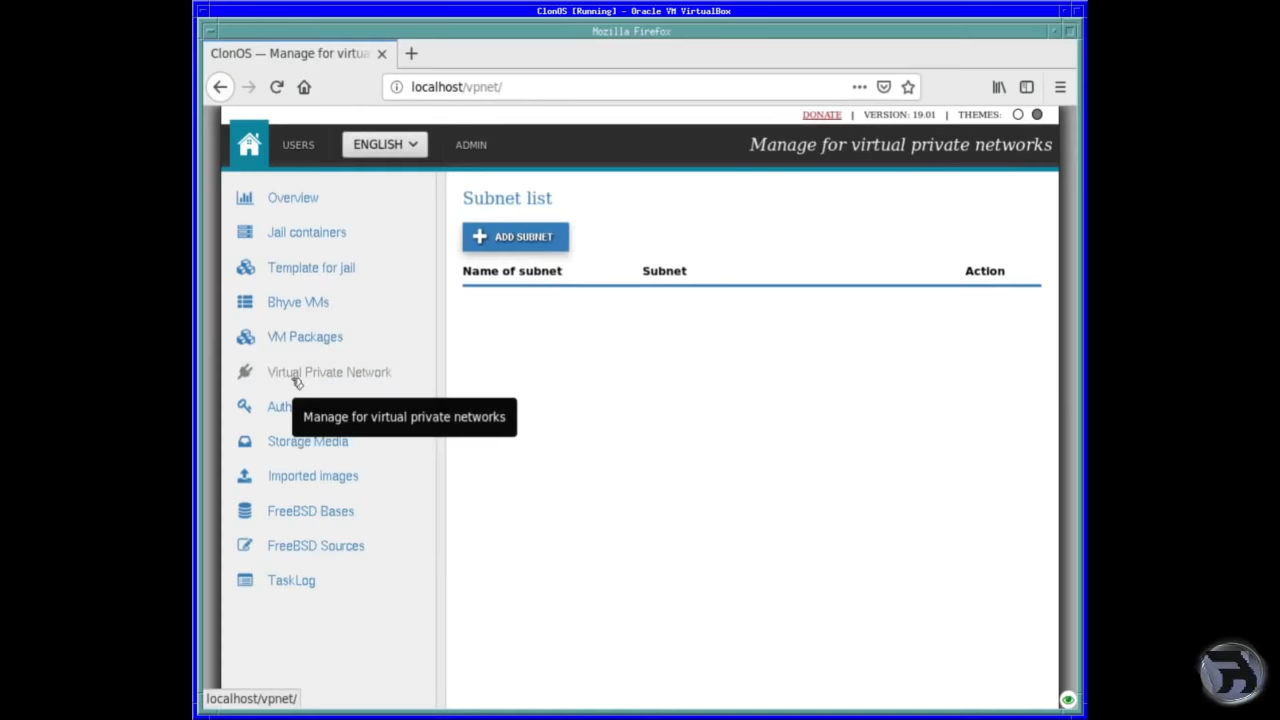 ClonOS [Running] - Oracle VM VirtualBox
Mozilla Firefox
ClonOS — Manage for virtua
localhost/vpnet/
DONATE | VERSION: 19.01 | THEMES:
USERS ENGLISH ADMIN Manage for virtual private networks
Overview
Jail containers
Template for jail
Bhyve VMs
VM Packages
Virtual Private Network
Auth
Manage for virtual private networks
Storage Media
Imported images
FreeBSD Bases
FreeBSD Sources
TaskLog
Subnet list
ADD SUBNET
Name of subnet Subnet Action
localhost/vpnet/